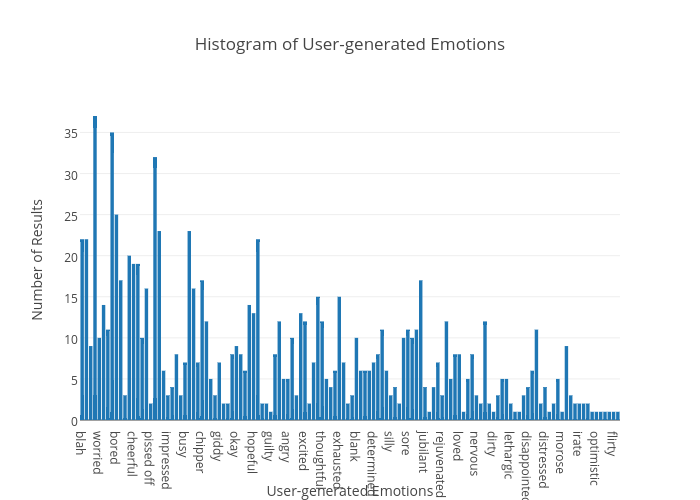 Histogram of User-generated Emotions
Number of Results
35
30
25
20
15
10
5
0
blah
worried
bored
cheerful
pissed off
impressed
busy
chipper
giddy
okay
hopeful
guilty
angry
excited
thoughtful
exhausted
blank
determined
silly
sore
jubilant
rejuvenated
loved
nervous
dirty
lethargic
disappointed
distressed
morose
irate
optimistic
flirty
User-generated Emotions